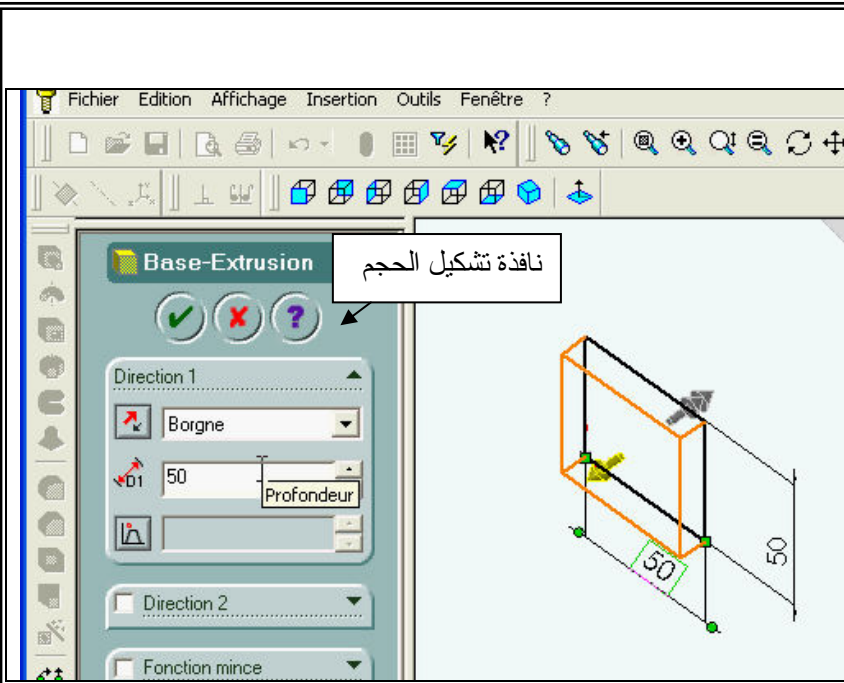 Fichier Edition Affichage Insertion Outils Fenêtre ?
Base-Extrusion
نافذة تشكيل الحجم
Direction 1
Borgne
D1 50
Profondeur
Direction 2
Fonction mince
50
50